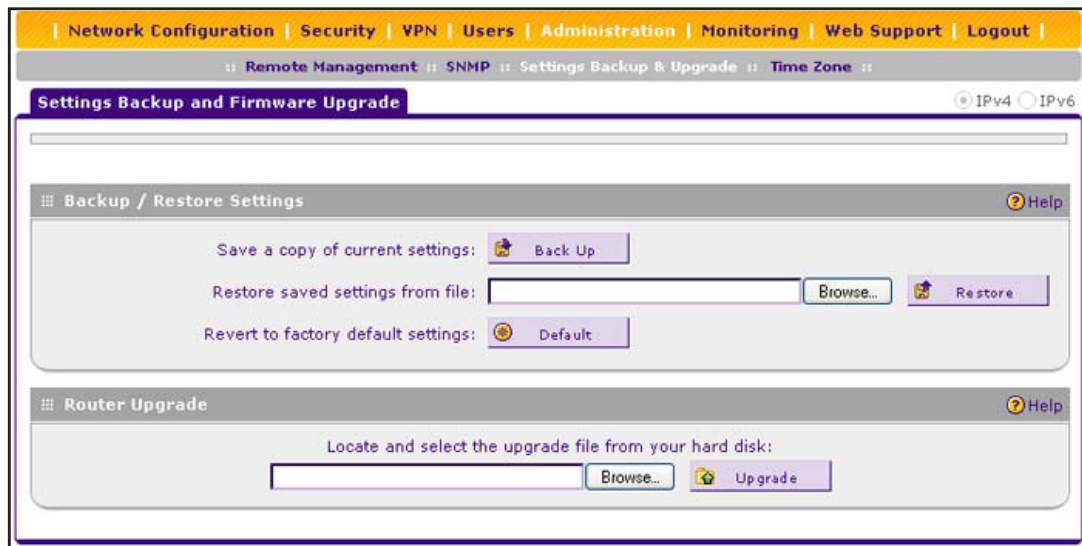 | Network Configuration | Security | VPN | Users | Administration | Monitoring | Web Support | Logout |
:: Remote Management :: SNMP :: Settings Backup & Upgrade :: Time Zone ::
Settings Backup and Firmware Upgrade IPv4 IPv6
Backup / Restore Settings ?Help
Save a copy of current settings: Back Up
Restore saved settings from file: Browse... Restore
Revert to factory default settings: Default
Router Upgrade ?Help
Locate and select the upgrade file from your hard disk:
Browse... Upgrade